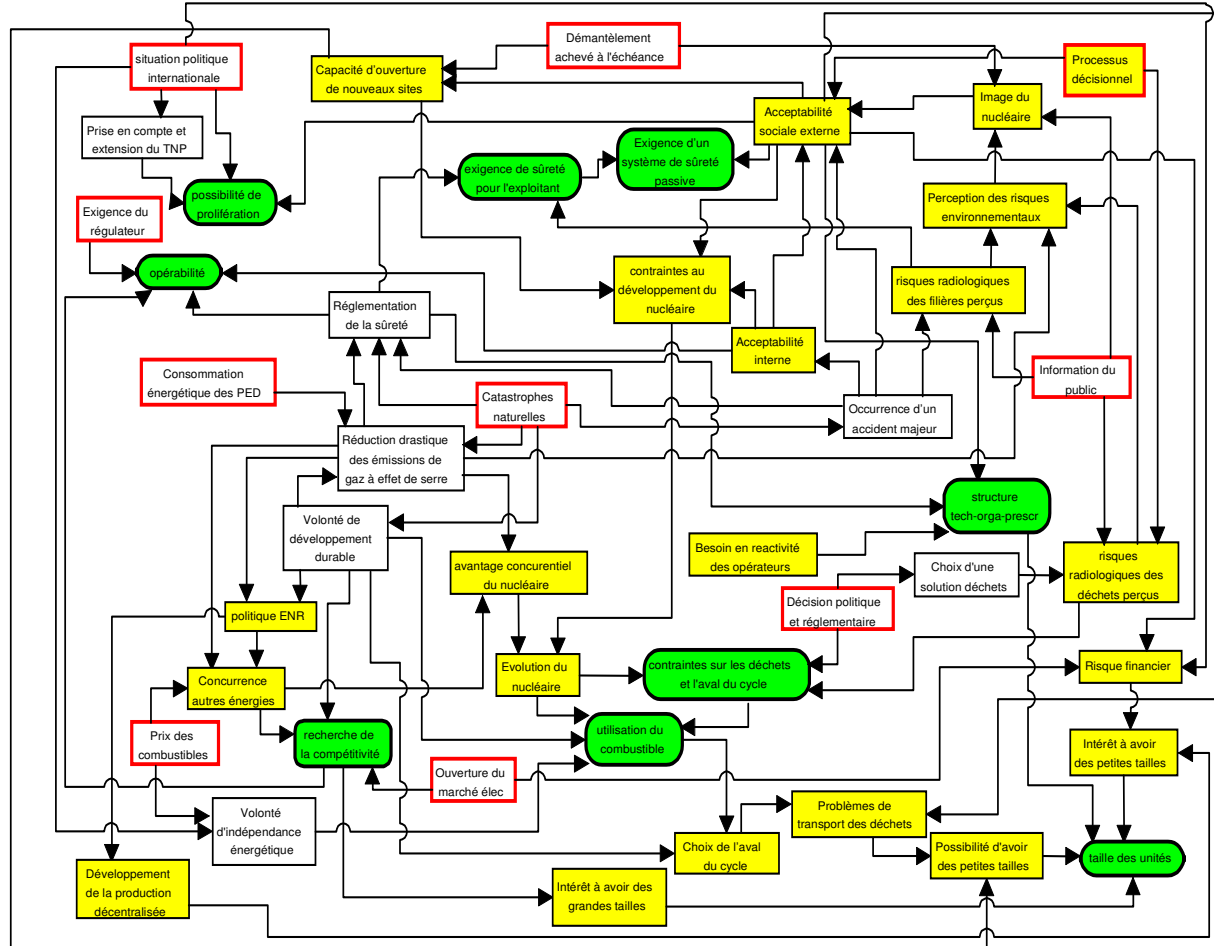 situation politique
internationale
Démantèlement
achevé à l'échéance
Processus
décisionnel
Capacité d'ouverture
de nouveaux sites
Image du
nucléaire
Acceptabilité
sociale externe
Prise en compte et
extension du TNP
Exigence d'un
système de sûreté
passive
exigence de sûreté
pour l'exploitant
possibilité de
prolifération
Perception des risques
environnementaux
Exigence du
régulateur
opérabilité
contraintes au
développement du
nucléaire
risques radiologiques
des filières perçus
Réglementation
de la sûreté
Acceptabilité
interne
Information du
public
Consommation
énergétique des PED
Catastrophes
naturelles
Occurrence d'un
accident majeur
Réduction drastique
des émissions de
gaz à effet de serre
structure
tech-orga-prescr
Volonté de
développement
durable
Besoin en reactivité
des opérateurs
avantage concurentiel
du nucléaire
Choix d'une
solution déchets
risques
radiologiques des
déchets perçus
Décision politique
et réglementaire
politique ENR
Evolution du
nucléaire
contraintes sur les déchets
et l'aval du cycle
Risque financier
Concurrence
autres énergies
Prix des
combustibles
recherche de
la compétitivité
utilisation du
combustible
Intérêt à avoir
des petites tailles
Ouverture du
marché élec
Volonté
d'indépendance
énergétique
Problèmes de
transport des déchets
Choix de l'aval
du cycle
Possibilité d'avoir
des petites tailles
taille des unités
Développement
de la production
décentralisée
Intérêt à avoir des
grandes tailles